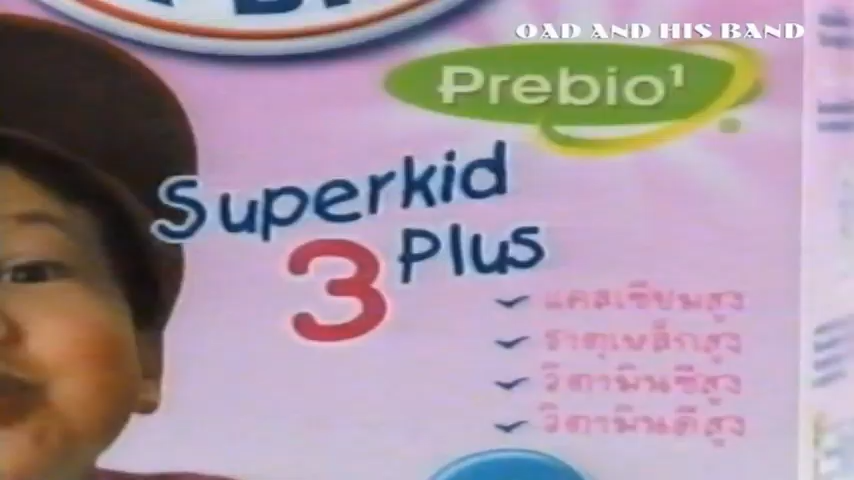 OAD AND HIS BAND
Prebio¹
Superkid
3 Plus
แคลเซียมสูง
ธาตุเหล็กสูง
วิตามินซีสูง
วิตามินดีสูง